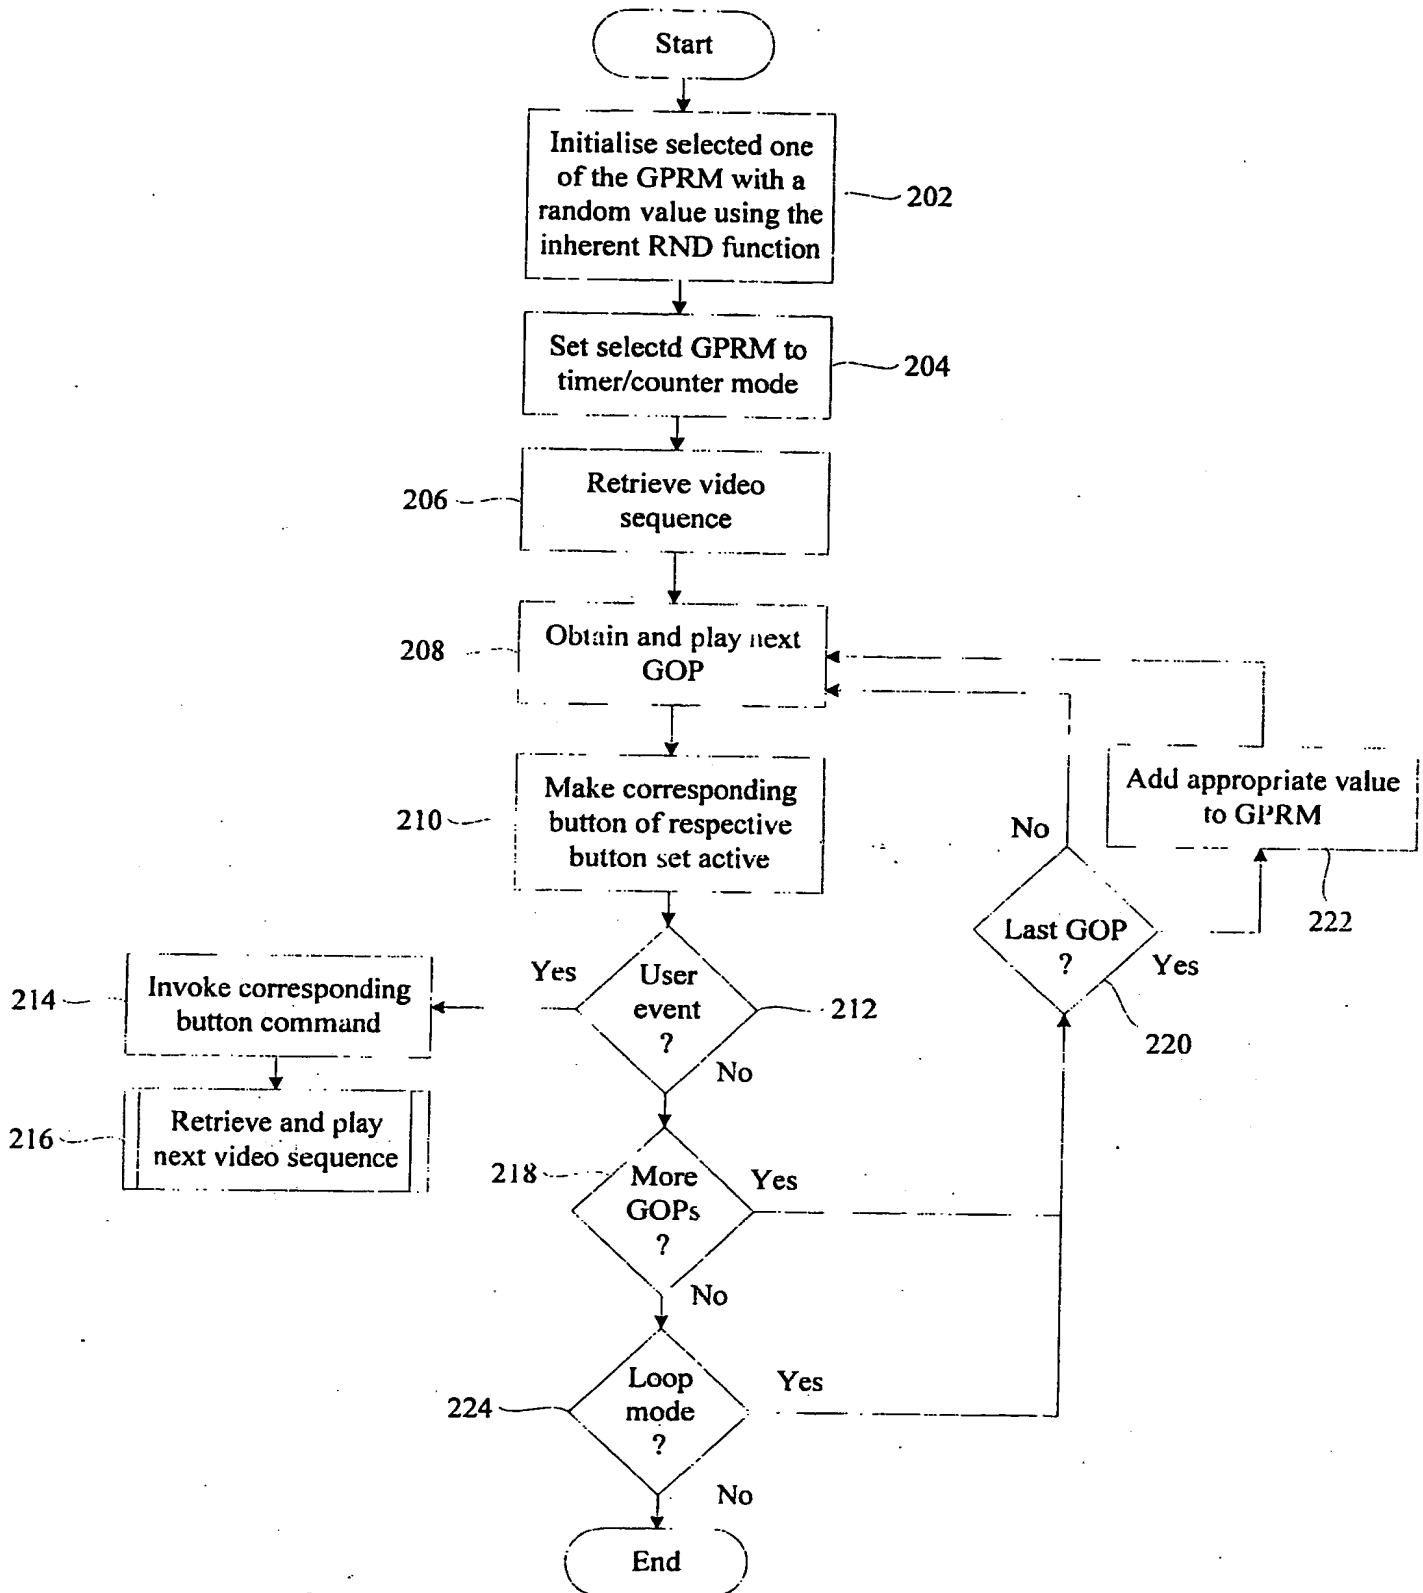 Start
Initialise selected one
of the GPRM with a
random value using the
inherent RND function
202
Set selectd GPRM to
timer/counter mode
204
Retrieve video
sequence
206
Obtain and play next
GOP
208
Make corresponding
button of respective
button set active
210
Add appropriate value
to GPRM
222
No
Last GOP
?
Yes
220
User
event
?
212
Yes
No
Invoke corresponding
button command
214
Retrieve and play
next video sequence
216
More
GOPs
?
218
Yes
No
Loop
mode
?
224
Yes
No
End